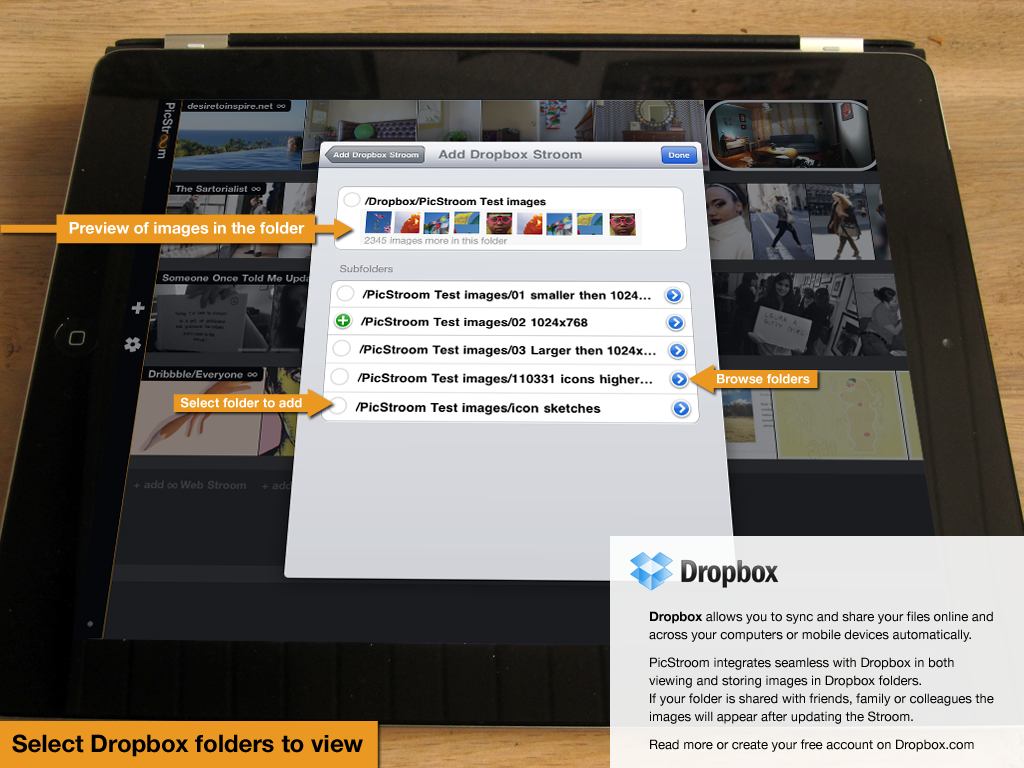 PicStroom
desiretoinspire.net ∞
Add Dropbox Stroom
Add Dropbox Stroom
Done
The Sartorialist ∞
/Dropbox/PicStroom Test images
2345 images more in this folder
Preview of images in the folder
Subfolders
Someone Once Told Me Upda
/PicStroom Test images/01 smaller then 1024...
/PicStroom Test images/02 1024x768
/PicStroom Test images/03 Larger then 1024x...
/PicStroom Test images/110331 icons higher...
Browse folders
Dribbble/Everyone ∞
Select folder to add
/PicStroom Test images/icon sketches
+ add ∞ Web Stroom + add
Dropbox
Dropbox allows you to sync and share your files online and
across your computers or mobile devices automatically.
PicStroom integrates seamless with Dropbox in both
viewing and storing images in Dropbox folders.
If your folder is shared with friends, family or colleagues the
images will appear after updating the Stroom.
Read more or create your free account on Dropbox.com
Select Dropbox folders to view